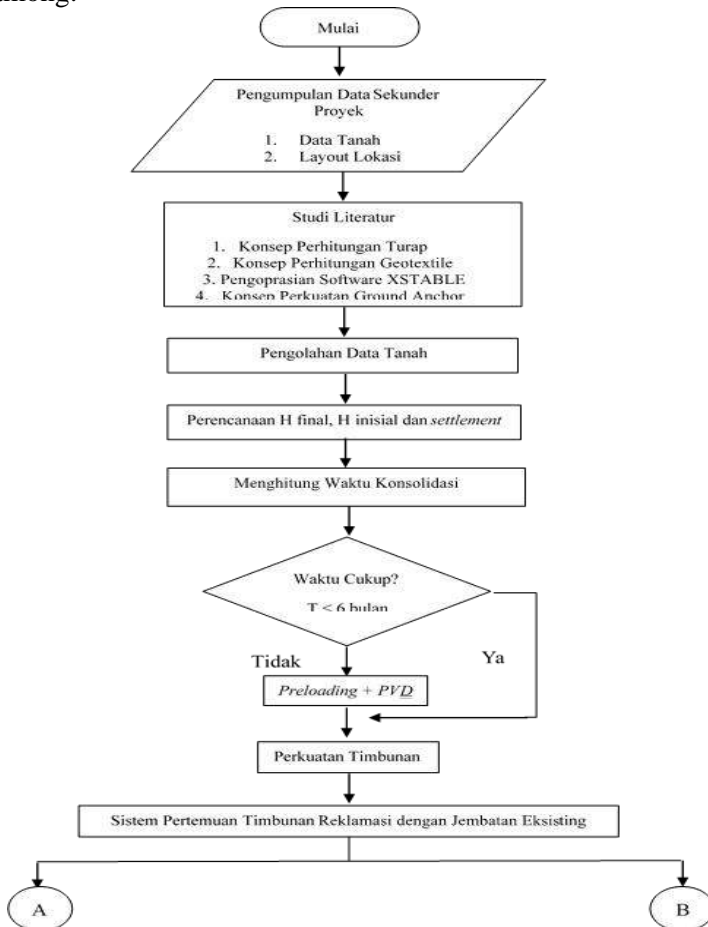 Mulai
Pengumpulan Data Sekunder
Proyek
1. Data Tanah
2. Layout Lokasi
Studi Literatur
1. Konsep Perhitungan Turap
2. Konsep Perhitungan Geotextile
3. Pengoprasian Software XSTABLE
4. Konsep Perkuatan Ground Anchor
Pengolahan Data Tanah
Perencanaan H final, H inisial dan settlement
Menghitung Waktu Konsolidasi
Waktu Cukup?
T < 6 bulan
Tidak
Ya
Preloading + PVD
Perkuatan Timbunan
Sistem Pertemuan Timbunan Reklamasi dengan Jembatan Eksisting
A
B